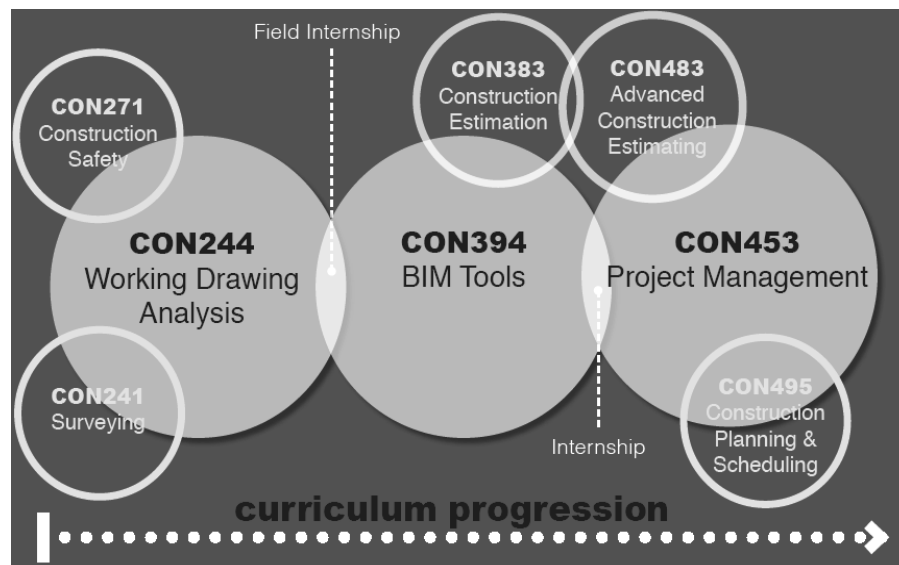 Field Internship
CON271
Construction
Safety
CON383
Construction
Estimation
CON483
Advanced
Construction
Estimating
CON244
Working Drawing
Analysis
CON394
BIM Tools
CON453
Project Management
CON241
Surveying
Internship
CON495
Construction
Planning &
Scheduling
curriculum progression